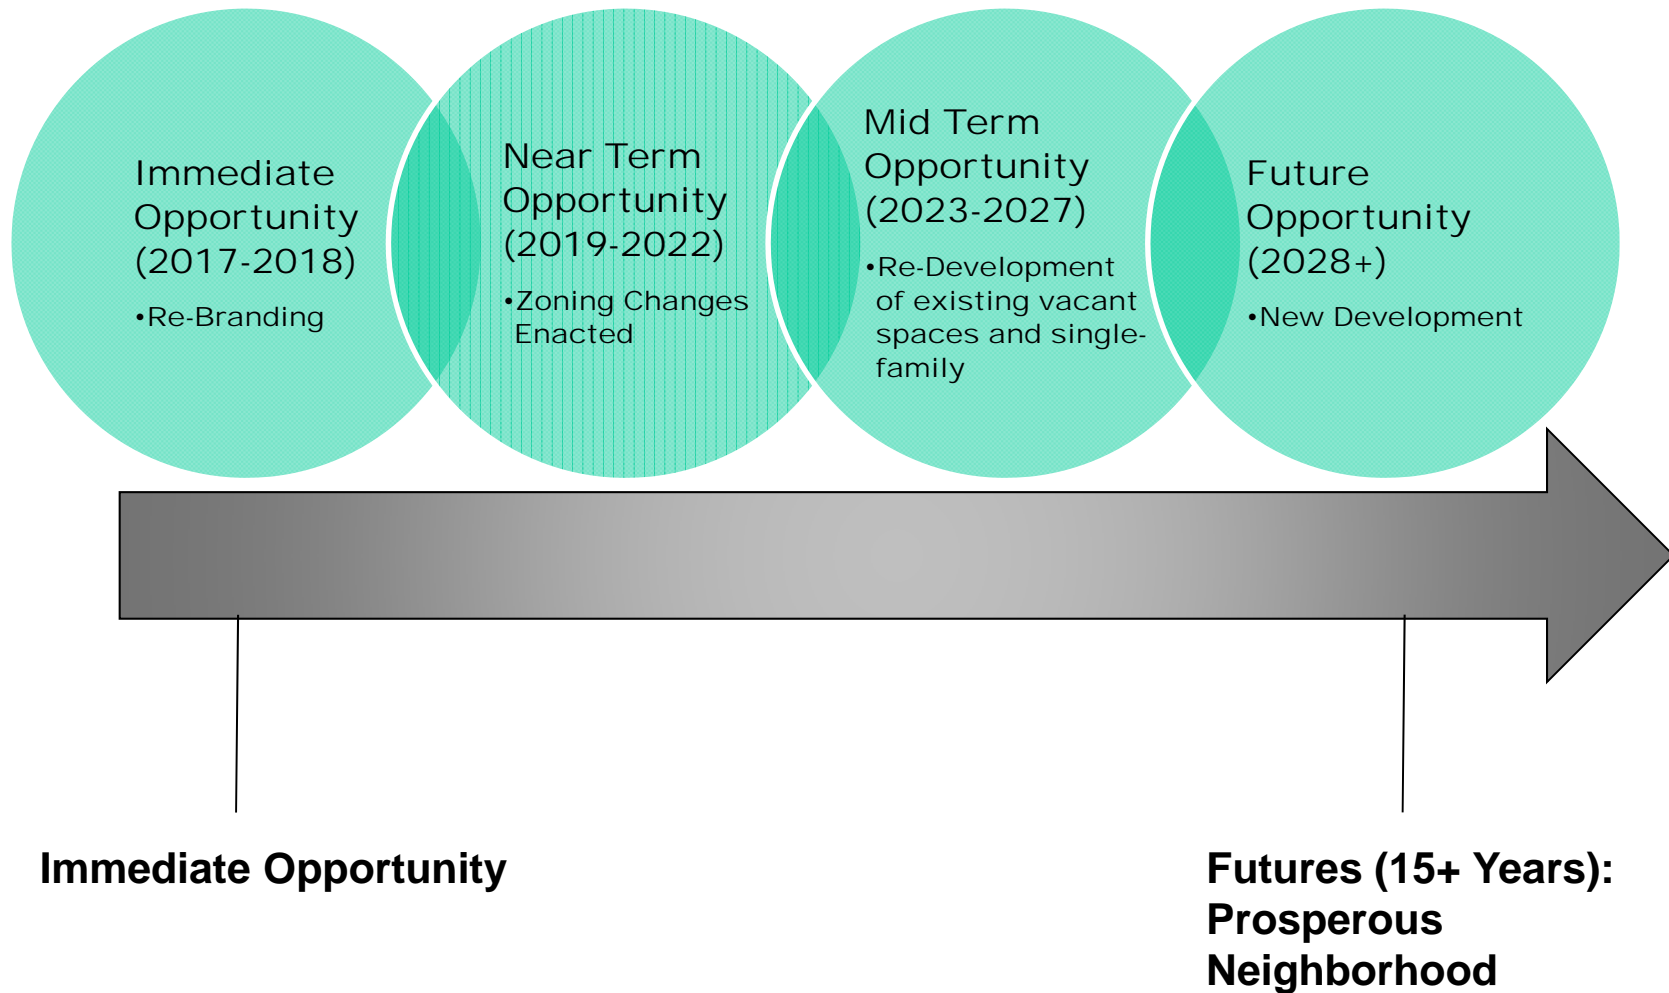 Immediate
Opportunity
(2017-2018)
•Re-Branding
Near Term
Opportunity
(2019-2022)
•Zoning Changes
Enacted
Mid Term
Opportunity
(2023-2027)
•Re-Development
of existing vacant
spaces and single-
family
Future
Opportunity
(2028+)
•New Development
Immediate Opportunity
Futures (15+ Years):
Prosperous
Neighborhood